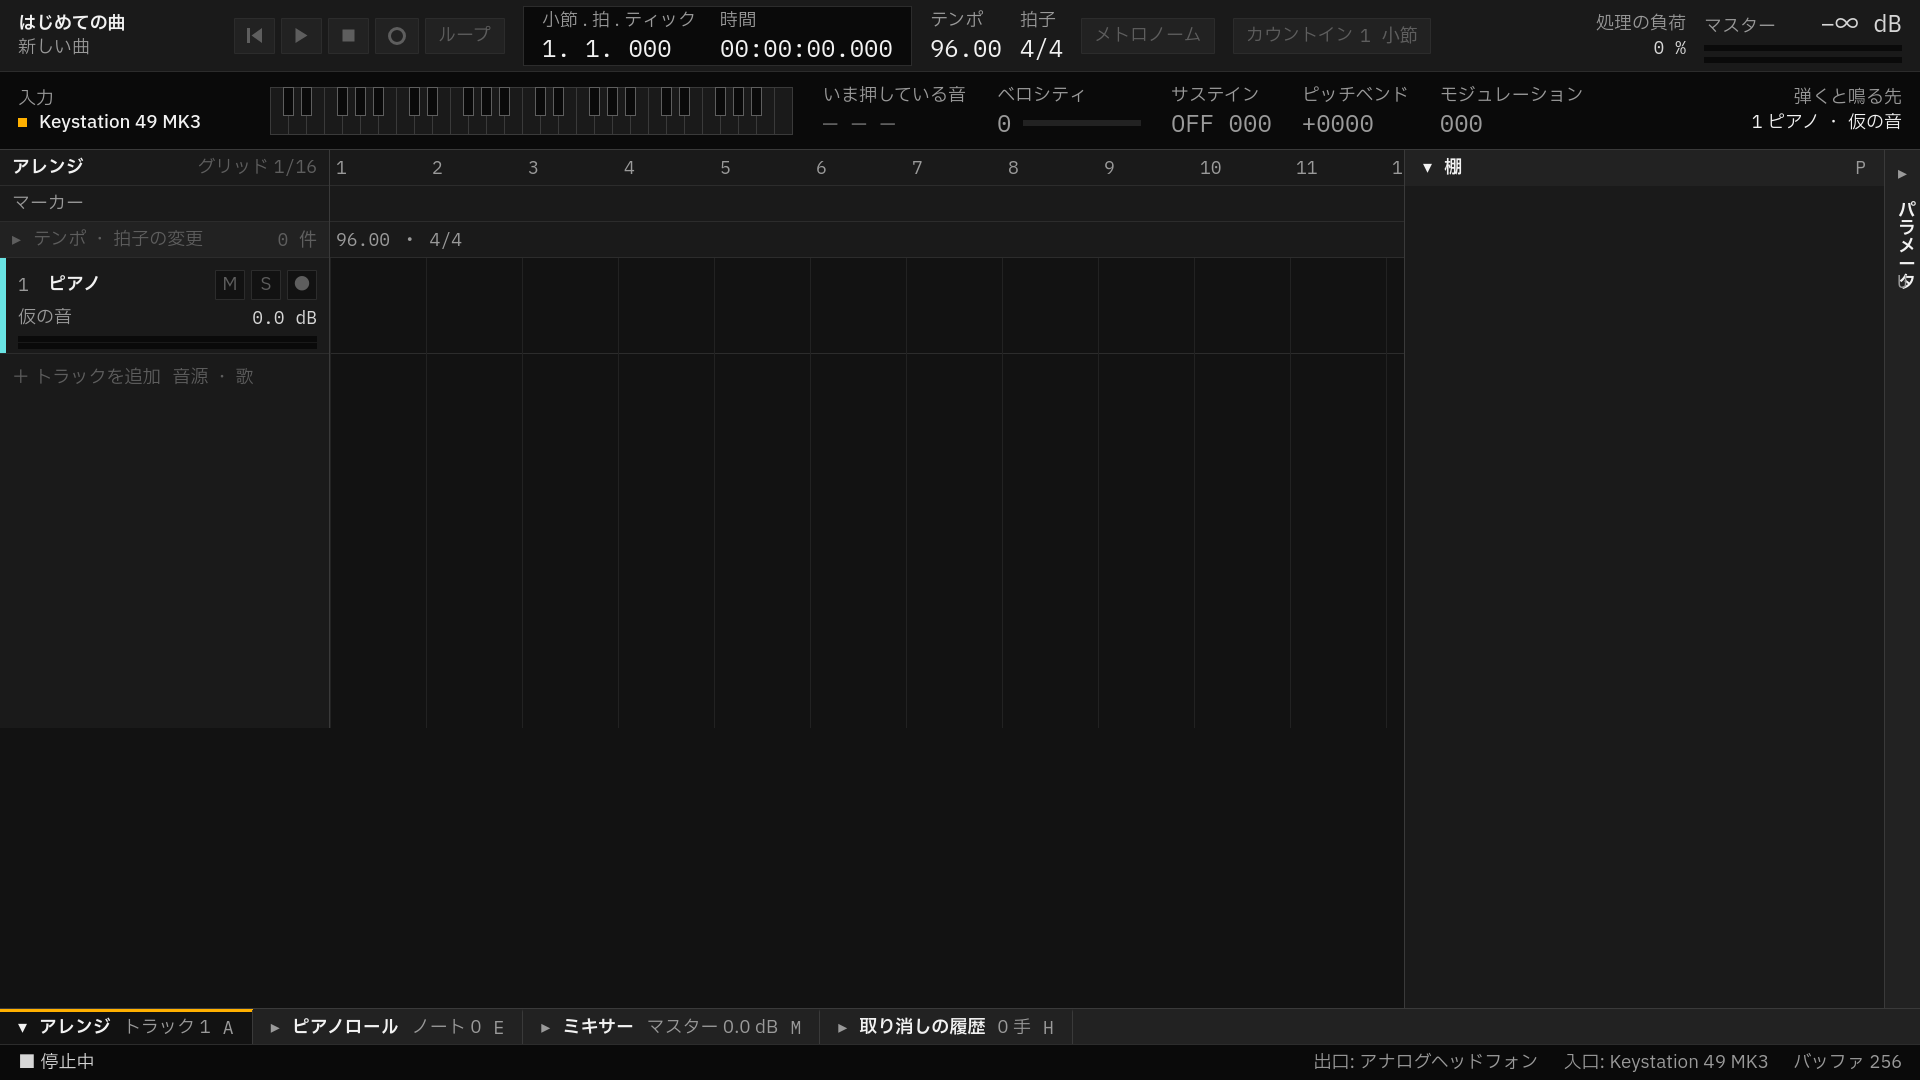 はじめての曲
新しい曲
ループ
小節 . 拍 . ティック 時間
1. 1. 000 00:00:00.000
テンポ 拍子
96.00 4/4
メトロノーム
カウントイン 1 小節
処理の負荷
0 %
マスター −∞ dB
入力
Keystation 49 MK3
いま押している音
— — —
ベロシティ
0
サステイン
OFF 000
ピッチベンド
+0000
モジュレーション
000
弾くと鳴る先
1 ピアノ · 仮の音
アレンジ グリッド 1/16
1 2 3 4 5 6 7 8 9 10 11 1
▼ 棚 P
▶ パラメータ
マーカー
▶ テンポ · 拍子の変更 0 件
96.00 · 4/4
1 ピアノ M S
仮の音 0.0 dB
+ トラックを追加 音源 · 歌
▼ アレンジ トラック 1 A
▶ ピアノロール ノート 0 E
▶ ミキサー マスター 0.0 dB M
▶ 取り消しの履歴 0 手 H
■ 停止中
出口: アナログヘッドフォン 入口: Keystation 49 MK3 バッファ 256